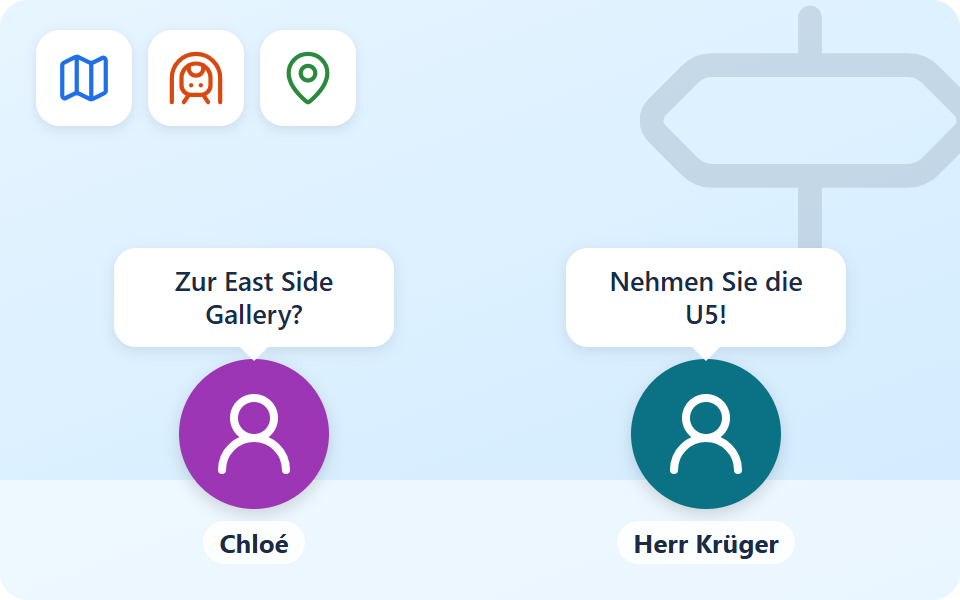 Zur East Side
Gallery?
Nehmen Sie die
U5!
Chloé
Herr Krüger